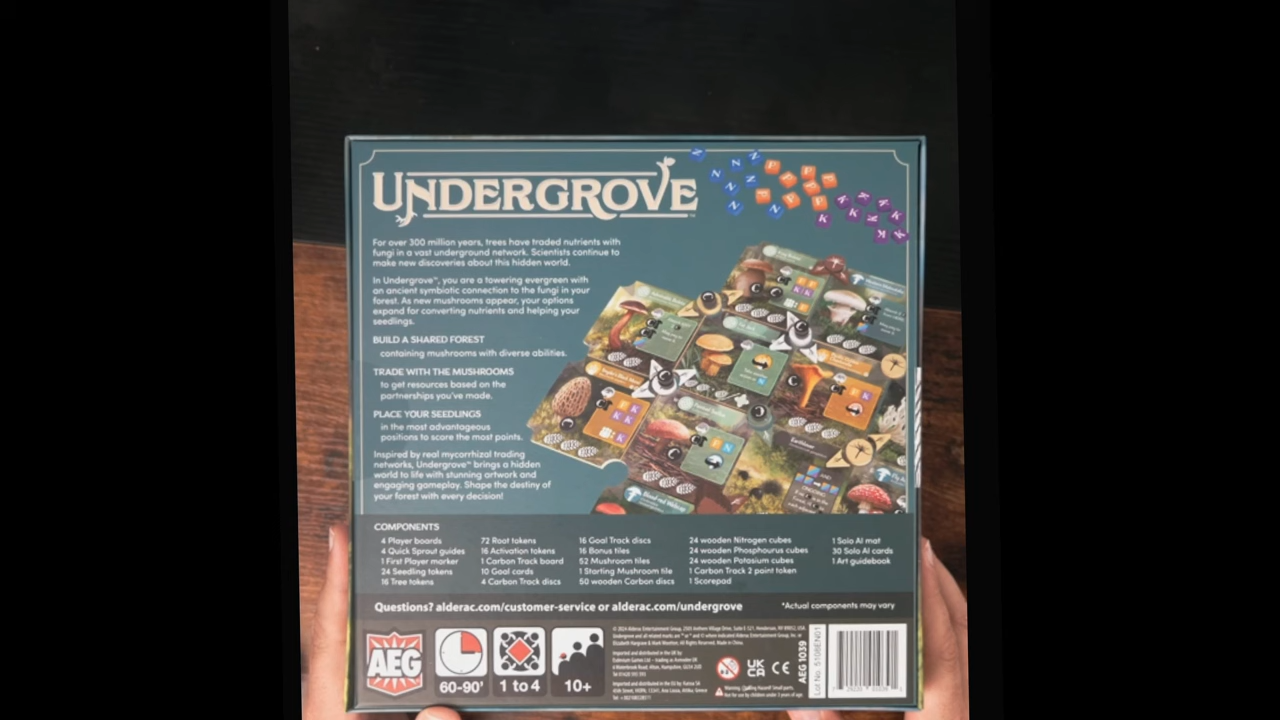 UNDERGROVE™
For over 300 million years, trees have traded nutrients with
fungi in a vast underground network. Scientists continue to
make new discoveries about this hidden world.
In Undergrove™, you are a towering evergreen with
an ancient symbiotic connection to the fungi in your
forest. As new mushrooms appear, your options
expand for converting nutrients and helping your
seedlings.
BUILD A SHARED FOREST
containing mushrooms with diverse abilities.
TRADE WITH THE MUSHROOMS
to get resources based on the
partnerships you've made.
PLACE YOUR SEEDLINGS
in the most advantageous
positions to score the most points.
Inspired by real mycorrhizal trading
networks, Undergrove™ brings a hidden
world to life with stunning artwork and
engaging gameplay. Shape the destiny of
your forest with every decision!
COMPONENTS
4 Player boards
4 Quick Sprout guides
1 First Player marker
24 Seedling tokens
16 Tree tokens
72 Root tokens
16 Activation tokens
1 Carbon Track board
10 Goal cards
4 Carbon Track discs
16 Goal Track discs
16 Bonus tiles
52 Mushroom tiles
1 Starting Mushroom tile
50 wooden Carbon discs
24 wooden Nitrogen cubes
24 wooden Phosphourus cubes
24 wooden Potasium cubes
1 Carbon Track 2 point token
1 Scorepad
1 Solo AI mat
30 Solo AI cards
1 Art guidebook
Questions? alderac.com/customer-service or alderac.com/undergrove
*Actual components may vary
AEG
60-90'
1 to 4
10+
UK
CA
CE
AEG 1039
Lot No. 5108EN01